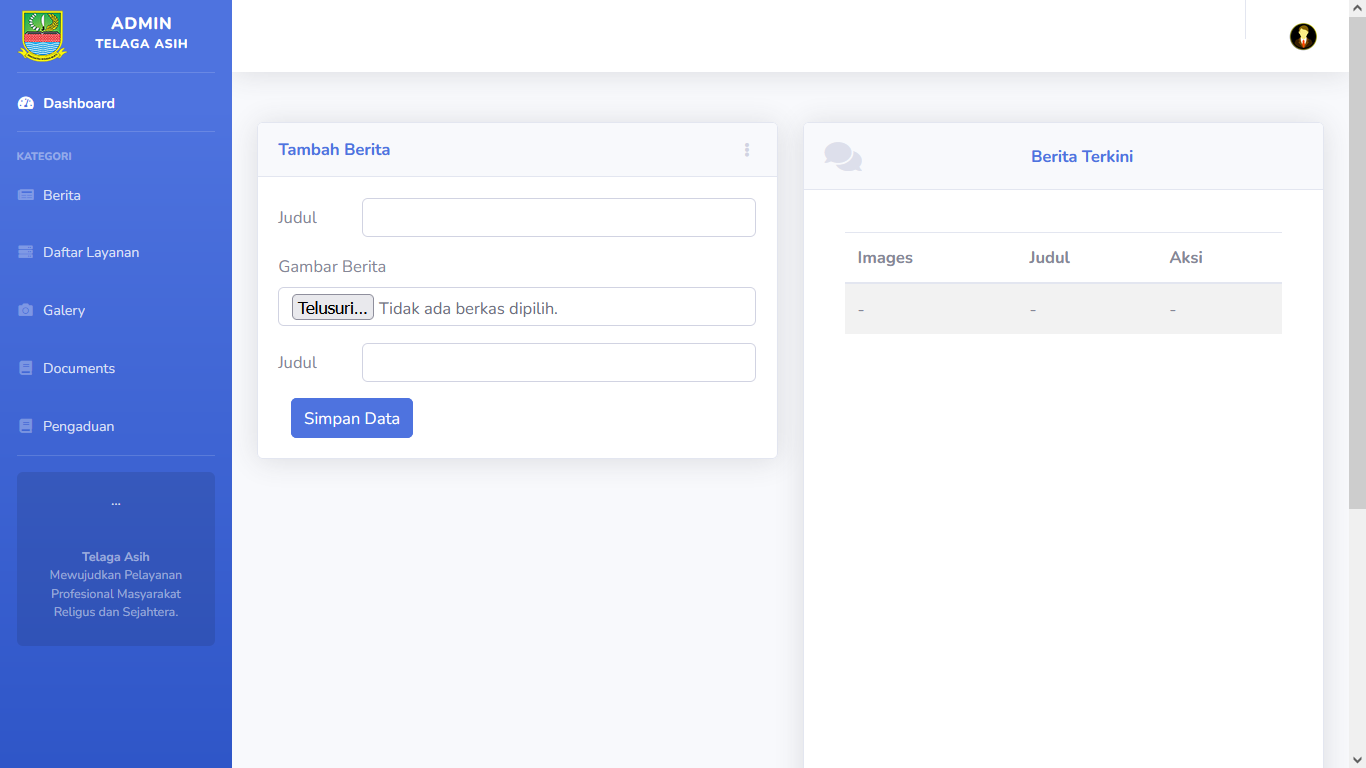 ADMIN
TELAGA ASIH
Dashboard
KATEGORI
Berita
Daftar Layanan
Galery
Documents
Pengaduan
...
Telaga Asih
Mewujudkan Pelayanan
Profesional Masyarakat
Religus dan Sejahtera.
Tambah Berita
Judul
Gambar Berita
Telusuri... Tidak ada berkas dipilih.
Judul
Simpan Data
Berita Terkini
Images Judul Aksi
- - -